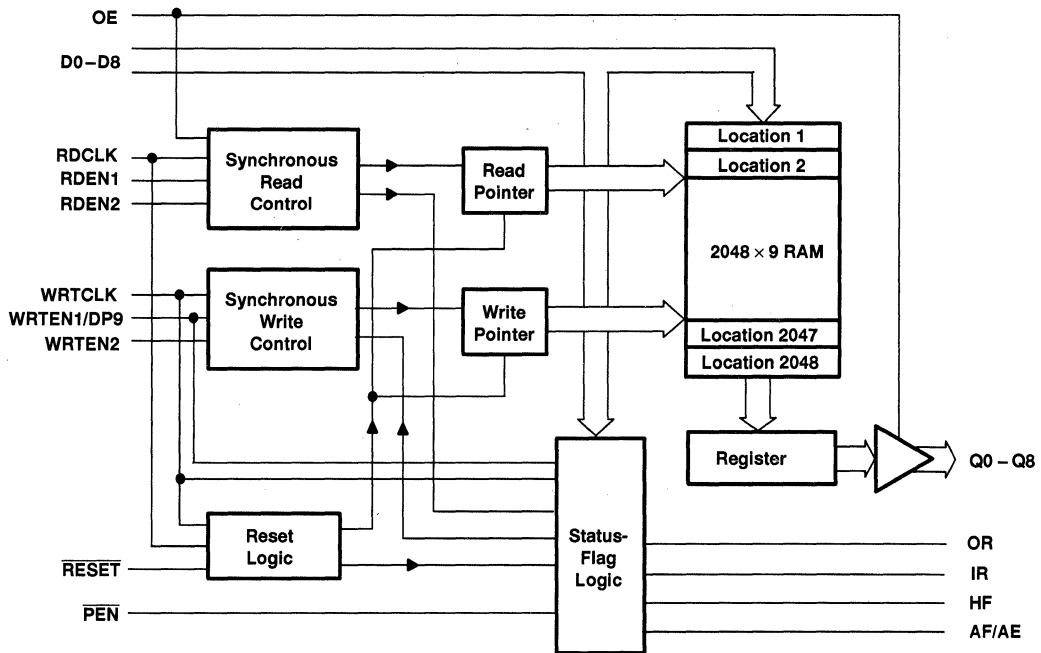 OE
D0–D8
RDCLK
RDEN1
RDEN2
Synchronous
Read
Control
Read
Pointer
Location 1
Location 2
2048 × 9 RAM
Location 2047
Location 2048
WRTCLK
WRTEN1/DP9
WRTEN2
Synchronous
Write
Control
Write
Pointer
Register
Q0 – Q8
Reset
Logic
RESET
PEN
Status-
Flag
Logic
OR
IR
HF
AF/AE